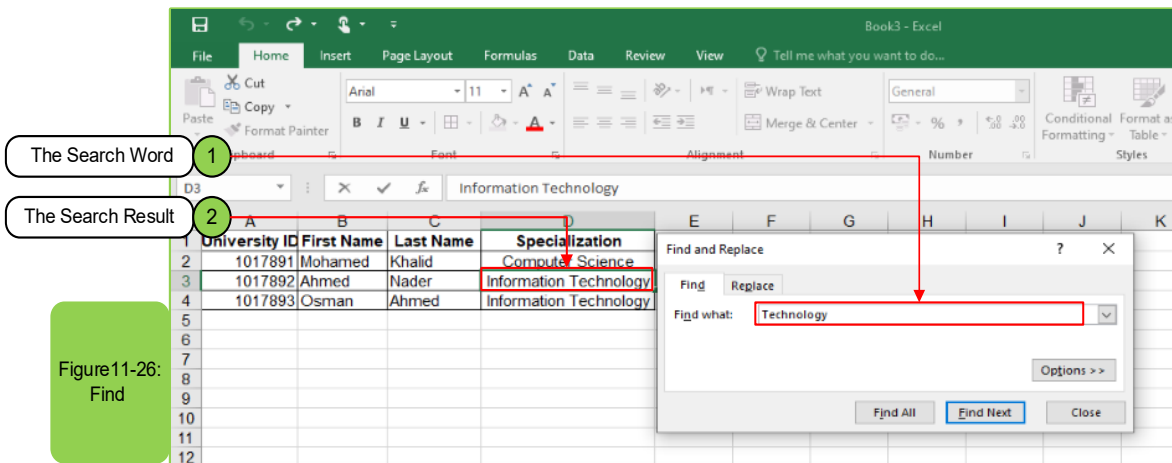 Book3 - Excel
File Home Insert Page Layout Formulas Data Review View Tell me what you want to do...
Cut
Copy
Format Painter
Paste
Arial 11 A A
B I U A
Wrap Text
Merge & Center
General
%
Conditional Formatting
Format as Table
Font Alignment Number Styles
The Search Word 1
D3 fx Information Technology
The Search Result 2
A B C D E F G H I J K
1 University ID First Name Last Name Specialization
2 1017891 Mohamed Khalid Computer Science
3 1017892 Ahmed Nader Information Technology
4 1017893 Osman Ahmed Information Technology
5
6
7
8
9
10
11
12
Find and Replace ? ×
Find Replace
Find what: Technology
Options >>
Find All Find Next Close
Figure11-26:
Find